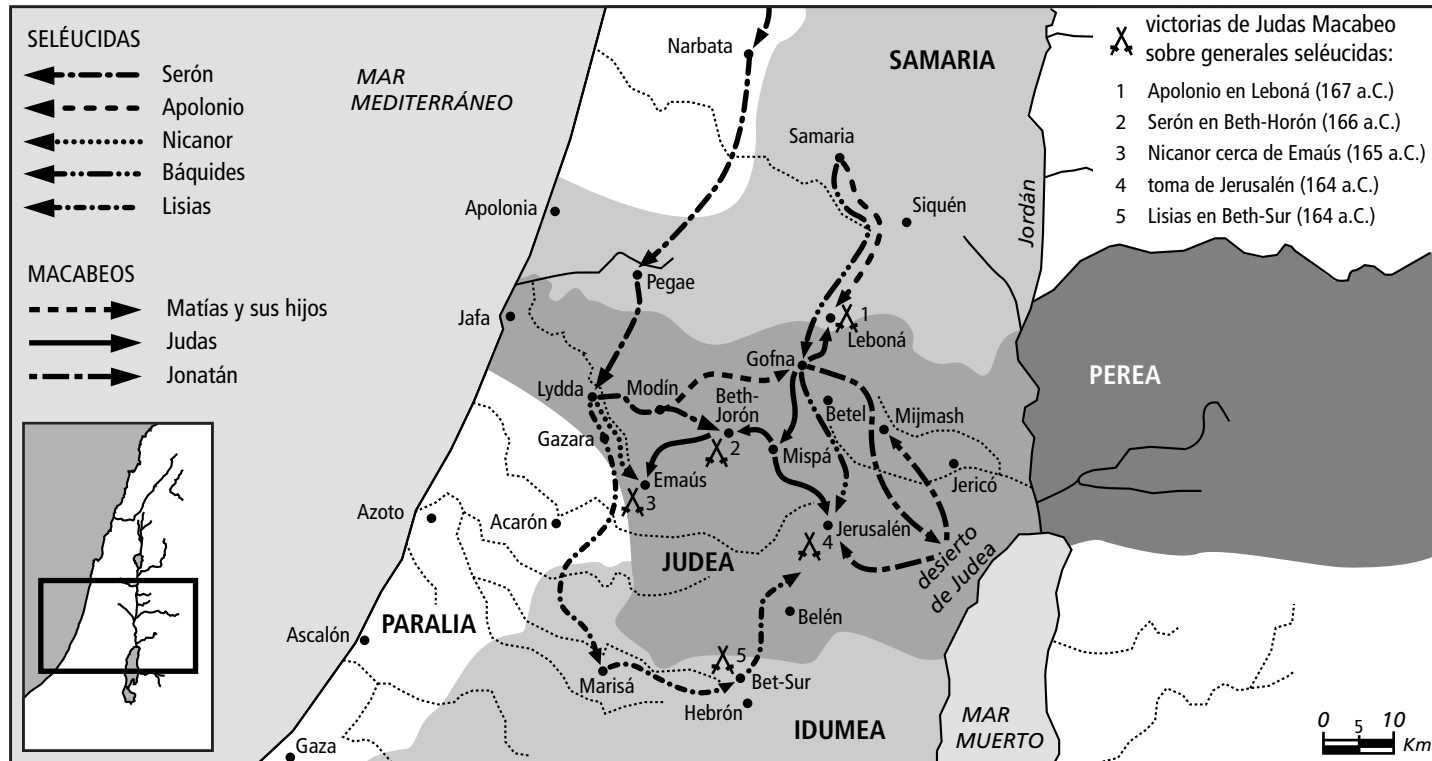 SELÉUCIDAS
Serón
Apolonio
Nicanor
Báquides
Lisias
MACABEOS
Matías y sus hijos
Judas
Jonatán
victorias de Judas Macabeo
sobre generales seléucidas:
1 Apolonio en Leboná (167 a.C.)
2 Serón en Beth-Horón (166 a.C.)
3 Nicanor cerca de Emaús (165 a.C.)
4 toma de Jerusalén (164 a.C.)
5 Lisias en Beth-Sur (164 a.C.)
MAR
MEDITERRÁNEO
Narbata
SAMARIA
Samaria
Siquén
Jordán
Apolonia
Pegae
Jafa
1
Leboná
Gofna
PEREA
Lydda
Modín
Beth-
Jorón
Betel
Mijmash
Gazara
2
Mispá
Jericó
Emaús
3
Azoto
Acarón
Jerusalén
4
JUDEA
desierto
de Judea
Belén
PARALIA
Ascalón
5
Marisá
Bet-Sur
Hebrón
IDUMEA
MAR
MUERTO
Gaza
0 5 10
Km